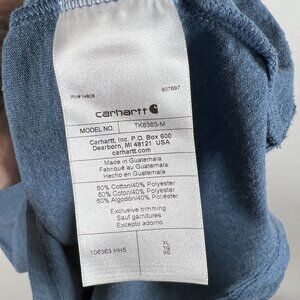 RN#14806 907897
carhartt
MODEL NO. TK6363-M
Carhartt, Inc. P.O. Box 600
Dearborn, MI 48121 USA
carhartt.com
Made in Guatemala
Fabriqué au Guatemala
Hecho en Guatemala
60% Cotton/40% Polyester
60% Coton/40% Polyester
60% Algodón/40% Poliéster
Exclusive trimming
Sauf garnitures
Excepto adorno
106363 HH5 XL
TG
XG